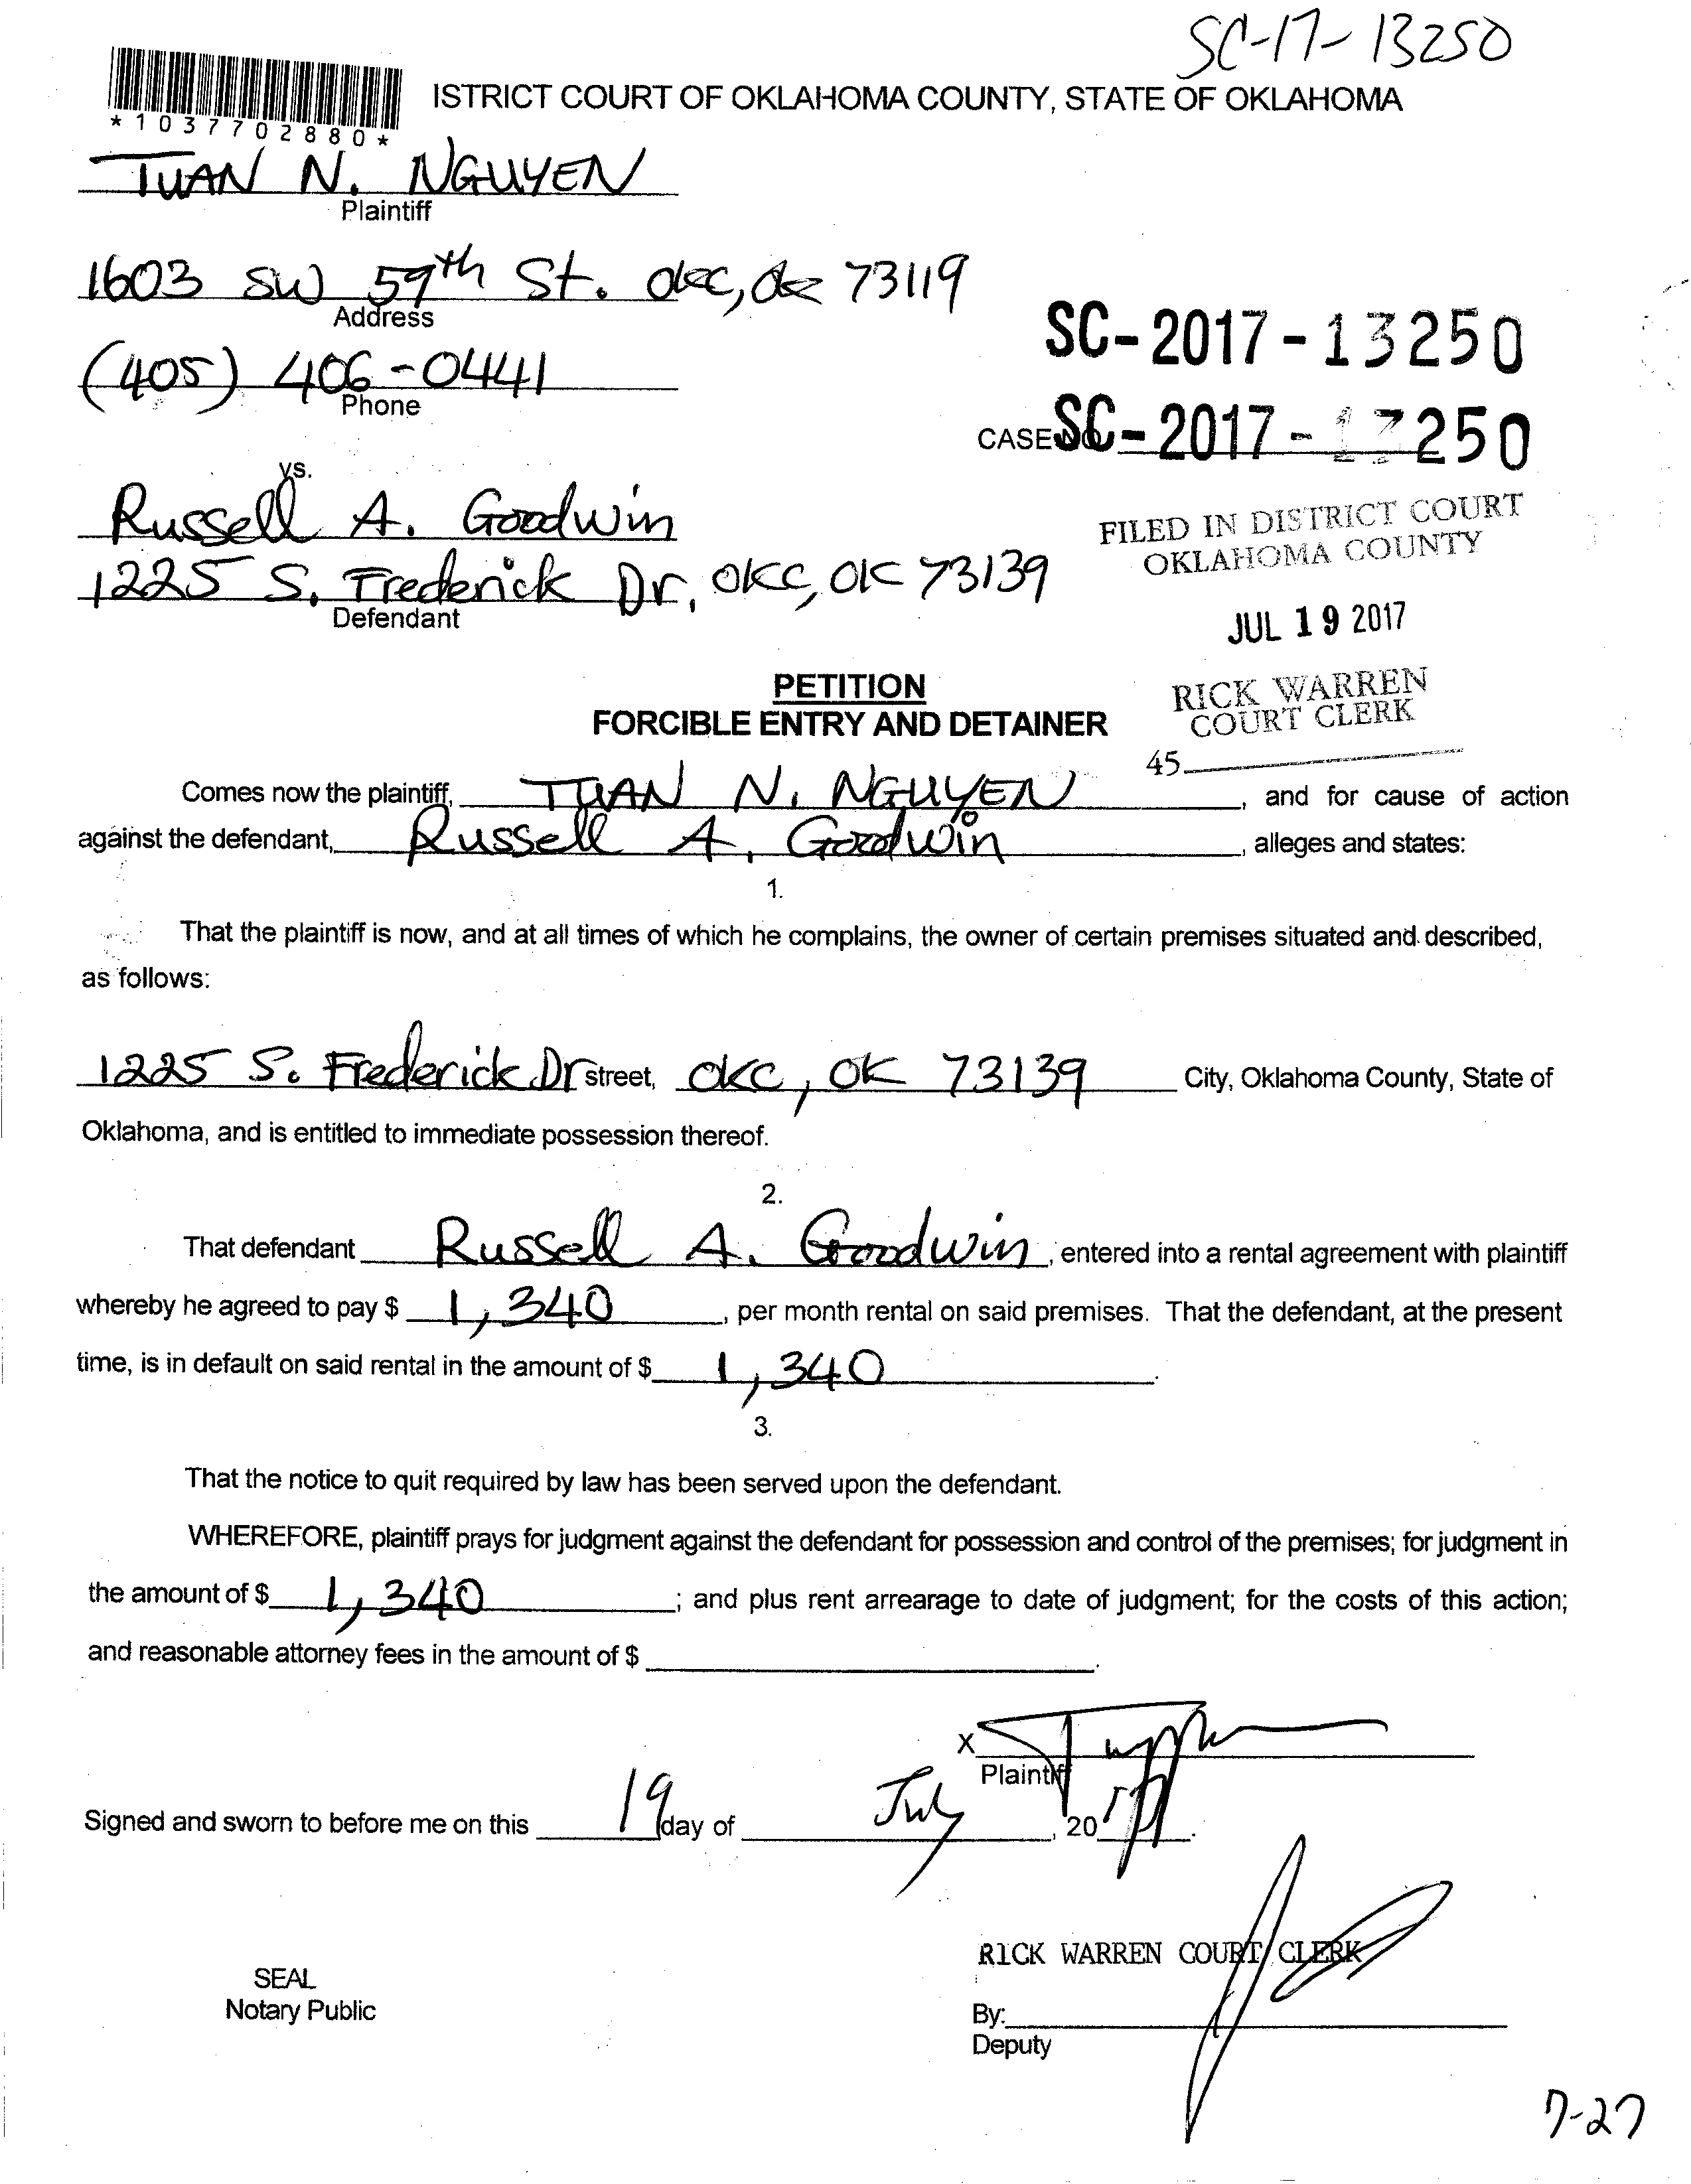 SC-17-13250
*1037702880*
ISTRICT COURT OF OKLAHOMA COUNTY, STATE OF OKLAHOMA
TUAN N. NGUYEN
Plaintiff
1603 SW 59th St. okc, ok 73119
Address
SC-2017-13250
(405) 406-0441
Phone
CASE NO. SC-2017-13250
vs.
Russell A. Goodwin
FILED IN DISTRICT COURT
OKLAHOMA COUNTY
1225 S. Frederick Dr, OKC, OK 73139
Defendant
JUL 19 2017
PETITION
FORCIBLE ENTRY AND DETAINER
RICK WARREN
COURT CLERK
45
Comes now the plaintiff, TUAN N. NGUYEN, and for cause of action
against the defendant, Russell A. Goodwin, alleges and states:
1.
That the plaintiff is now, and at all times of which he complains, the owner of certain premises situated and described,
as follows:
1225 S. Frederick Dr street, OKC, OK 73139 City, Oklahoma County, State of
Oklahoma, and is entitled to immediate possession thereof.
2.
That defendant Russell A. Goodwin, entered into a rental agreement with plaintiff
whereby he agreed to pay $ 1,340, per month rental on said premises. That the defendant, at the present
time, is in default on said rental in the amount of $ 1,340.
3.
That the notice to quit required by law has been served upon the defendant.
WHEREFORE, plaintiff prays for judgment against the defendant for possession and control of the premises; for judgment in
the amount of $ 1,340; and plus rent arrearage to date of judgment; for the costs of this action;
and reasonable attorney fees in the amount of $ .
X
Plaintiff
Signed and sworn to before me on this 19 day of July, 2017.
RICK WARREN COURT CLERK
SEAL
Notary Public
By:
Deputy
7-27